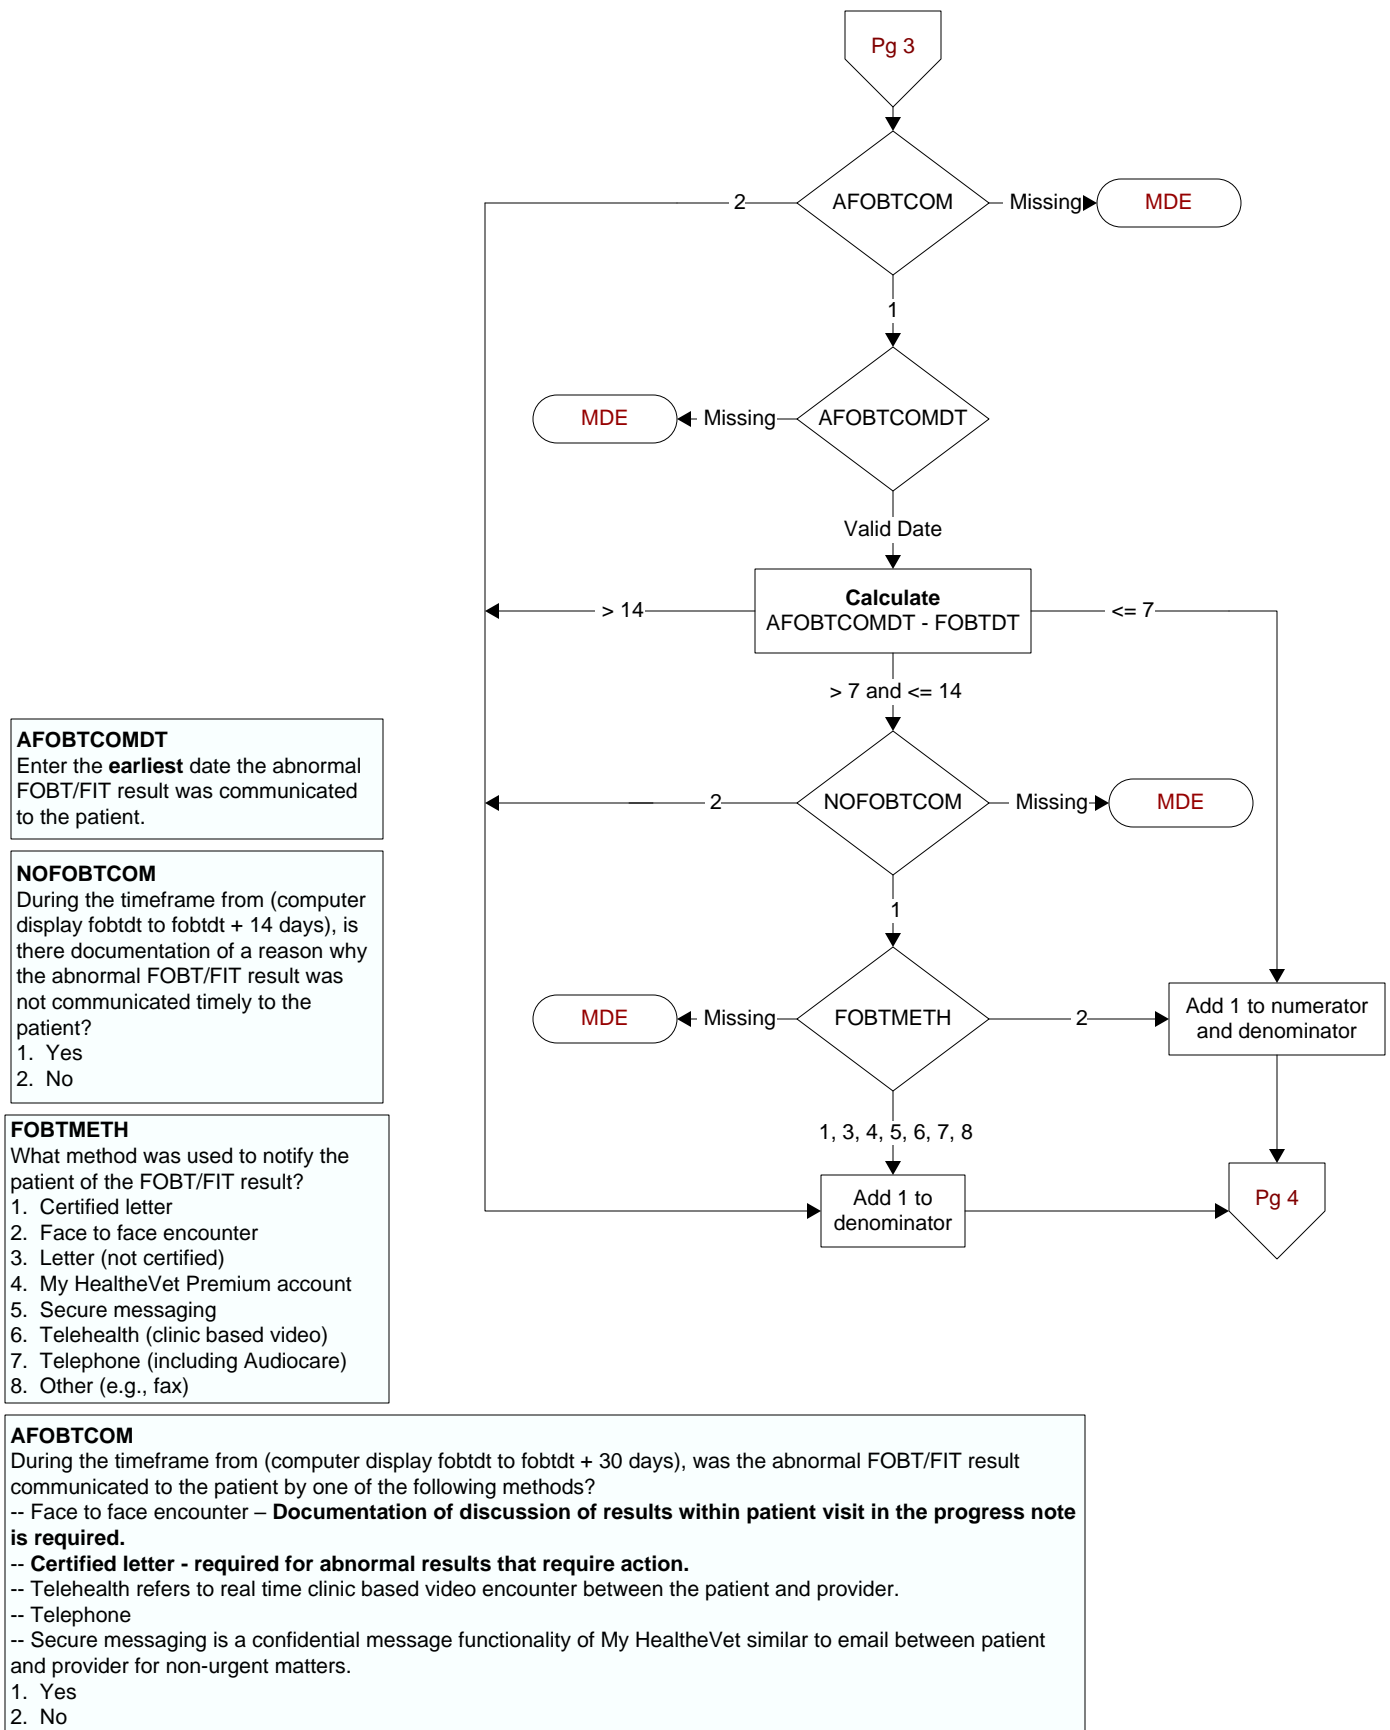 Pg 3
2
AFOBTCOM
Missing
MDE
1
MDE
Missing
AFOBTCOMDT
Valid Date
> 14
Calculate
AFOBTCOMDT - FOBTDT
<= 7
> 7 and <= 14
2
NOFOBTCOM
Missing
MDE
1
MDE
Missing
FOBTMETH
2
Add 1 to numerator
and denominator
1, 3, 4, 5, 6, 7, 8
Add 1 to
denominator
Pg 4
AFOBTCOMDT
Enter the earliest date the abnormal
FOBT/FIT result was communicated
to the patient.
NOFOBTCOM
During the timeframe from (computer
display fobtdt to fobtdt + 14 days), is
there documentation of a reason why
the abnormal FOBT/FIT result was
not communicated timely to the
patient?
1. Yes
2. No
FOBTMETH
What method was used to notify the
patient of the FOBT/FIT result?
1. Certified letter
2. Face to face encounter
3. Letter (not certified)
4. My HealtheVet Premium account
5. Secure messaging
6. Telehealth (clinic based video)
7. Telephone (including Audiocare)
8. Other (e.g., fax)
AFOBTCOM
During the timeframe from (computer display fobtdt to fobtdt + 30 days), was the abnormal FOBT/FIT result
communicated to the patient by one of the following methods?
-- Face to face encounter – Documentation of discussion of results within patient visit in the progress note
is required.
-- Certified letter - required for abnormal results that require action.
-- Telehealth refers to real time clinic based video encounter between the patient and provider.
-- Telephone
-- Secure messaging is a confidential message functionality of My HealtheVet similar to email between patient
and provider for non-urgent matters.
1. Yes
2. No